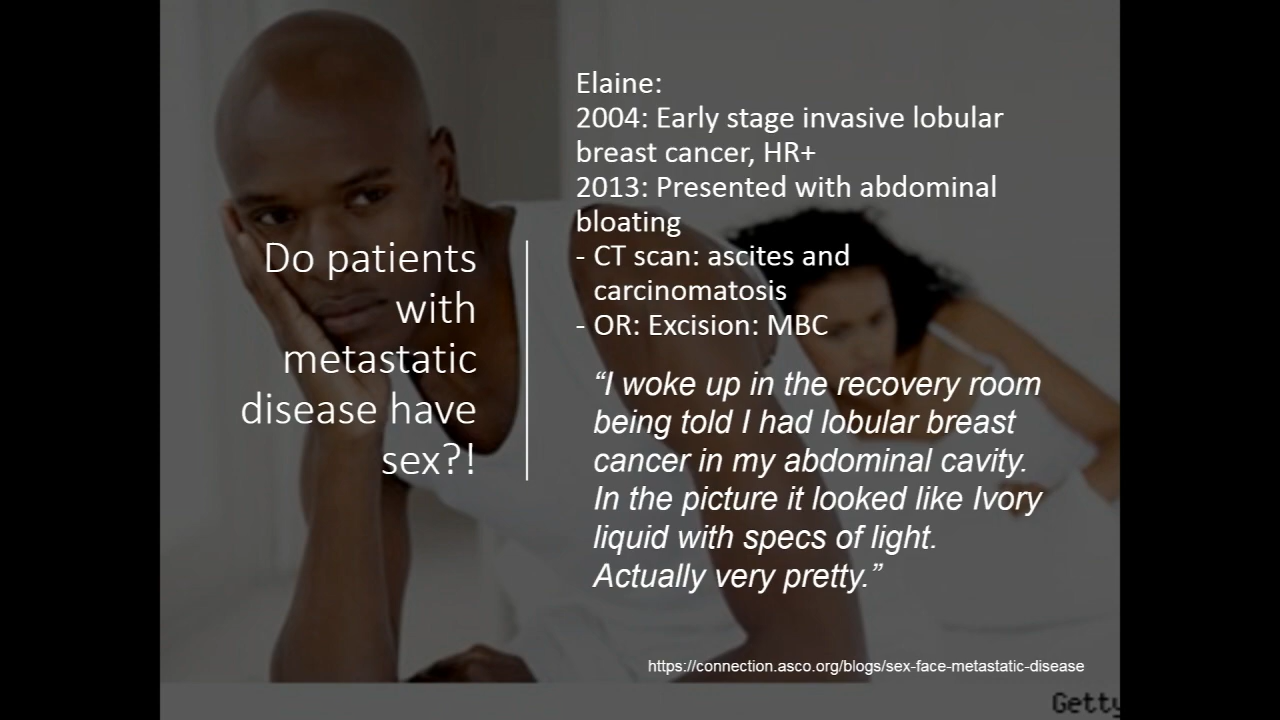 Do patients
with
metastatic
disease have
sex?!
Elaine:
2004: Early stage invasive lobular
breast cancer, HR+
2013: Presented with abdominal
bloating
- CT scan: ascites and
carcinomatosis
- OR: Excision: MBC
“I woke up in the recovery room
being told I had lobular breast
cancer in my abdominal cavity.
In the picture it looked like Ivory
liquid with specs of light.
Actually very pretty.”
https://connection.asco.org/blogs/sex-face-metastatic-disease
Getty